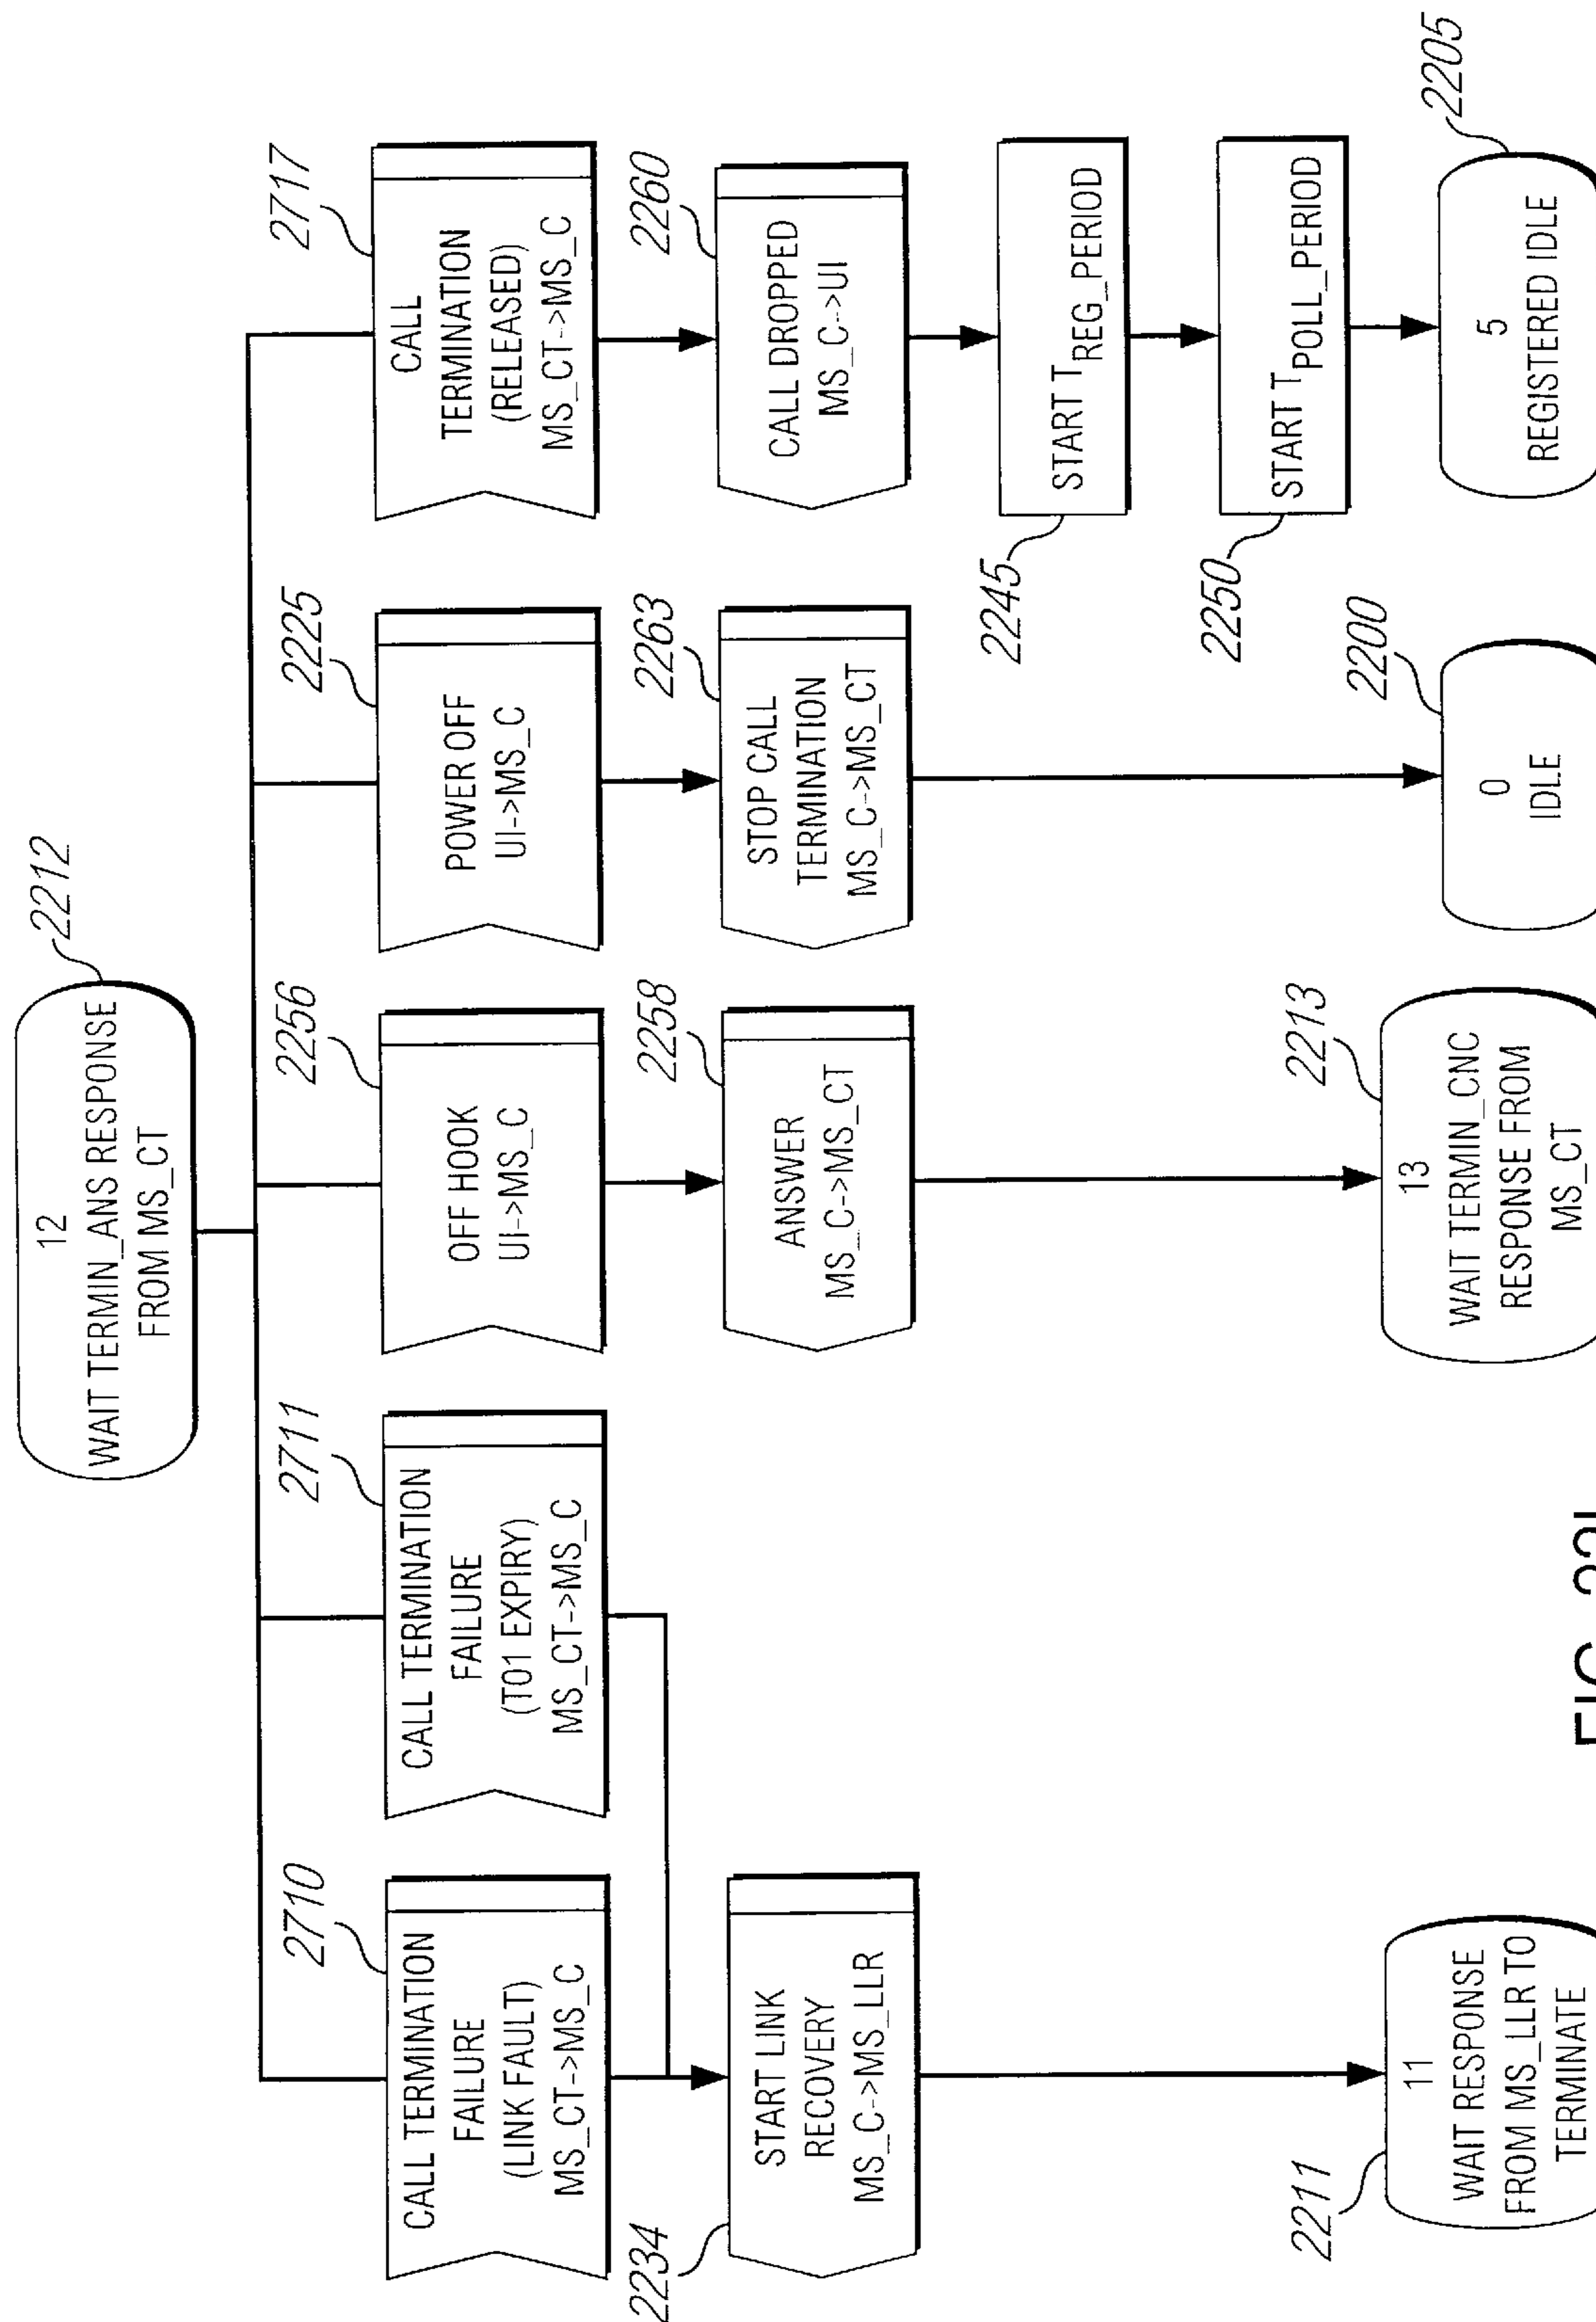 12
WAIT TERMIN_ANS RESPONSE
FROM MS_CT
2212
2710
CALL TERMINATION
FAILURE
(LINK FAULT)
MS_CT->MS_C
2711
CALL TERMINATION
FAILURE
(T01 EXPIRY)
MS_CT->MS_C
2256
OFF HOOK
UI->MS_C
2225
POWER OFF
UI->MS_C
2717
CALL
TERMINATION
(RELEASED)
MS_CT->MS_C
2234
START LINK
RECOVERY
MS_C->MS_LLR
2258
ANSWER
MS_C->MS_CT
2263
STOP CALL
TERMINATION
MS_C->MS_CT
2260
CALL DROPPED
MS_C->UI
2245
START TREG_PERIOD
2250
START TPOLL_PERIOD
2211
11
WAIT RESPONSE
FROM MS_LLR TO
TERMINATE
2213
13
WAIT TERMIN_CNC
RESPONSE FROM
MS_CT
2200
0
IDLE
2205
5
REGISTERED IDLE
FIG.